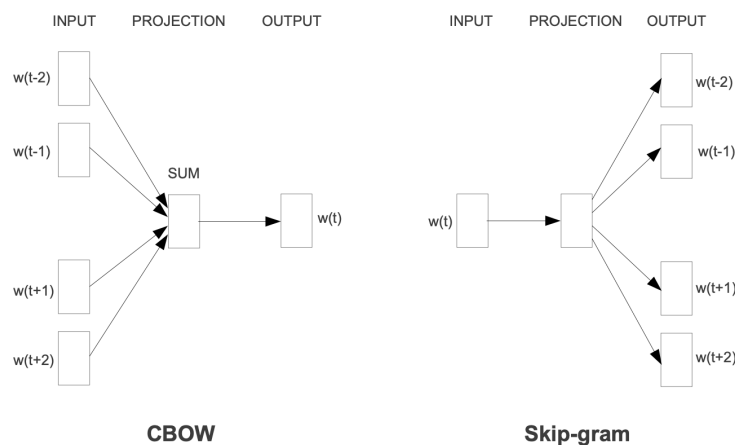 INPUT PROJECTION OUTPUT
w(t-2)
w(t-1)
SUM
w(t)
w(t+1)
w(t+2)
CBOW
INPUT PROJECTION OUTPUT
w(t-2)
w(t-1)
w(t)
w(t+1)
w(t+2)
Skip-gram